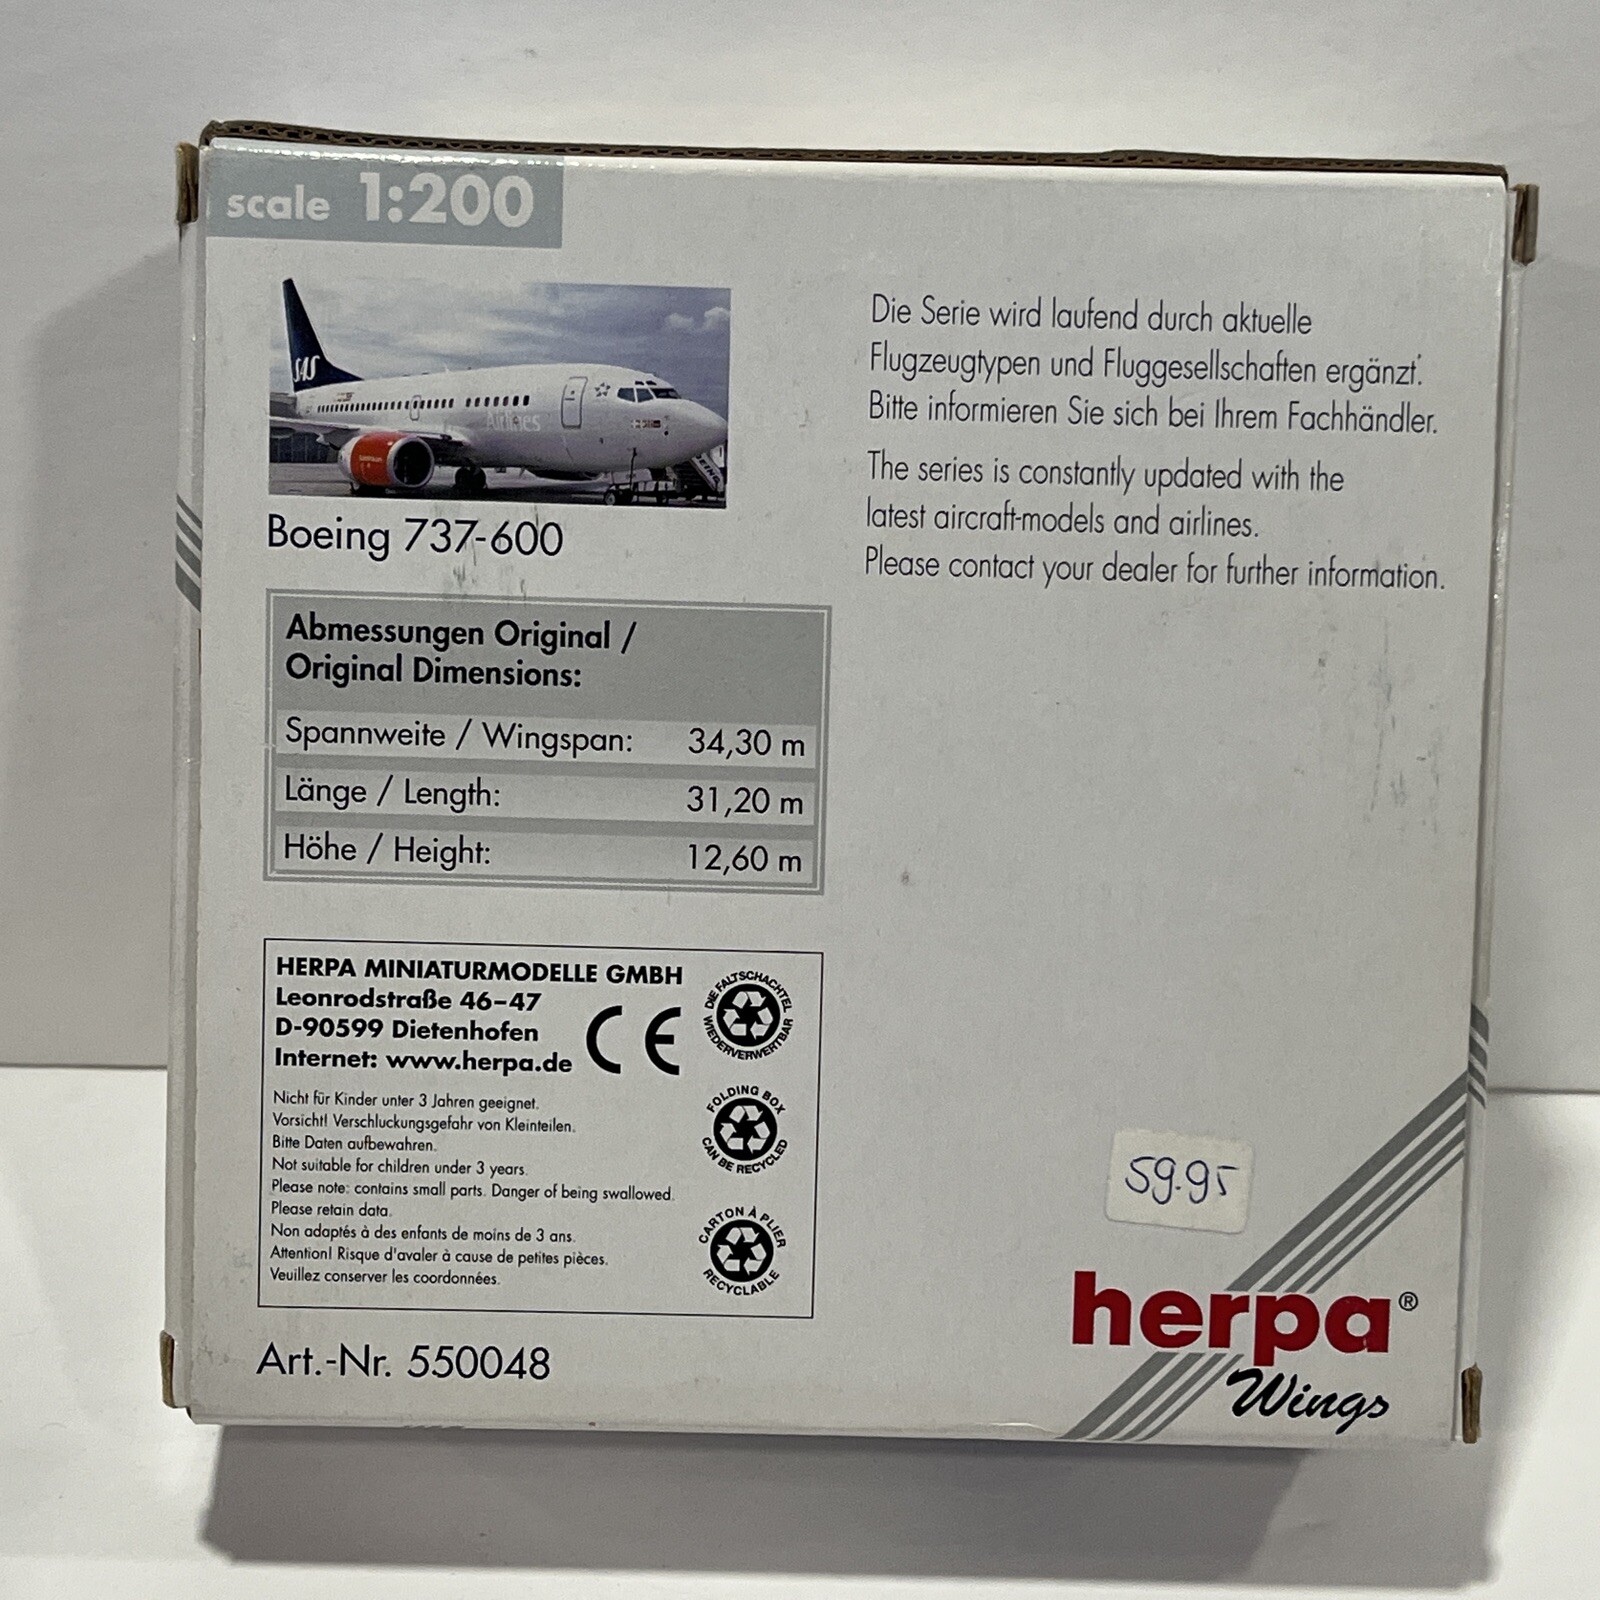 scale 1:200
SAS
Airlines
Boeing 737-600
Die Serie wird laufend durch aktuelle
Flugzeugtypen und Fluggesellschaften ergänzt.
Bitte informieren Sie sich bei Ihrem Fachhändler.
The series is constantly updated with the
latest aircraft-models and airlines.
Please contact your dealer for further information.
Abmessungen Original /
Original Dimensions:
Spannweite / Wingspan: 34,30 m
Länge / Length: 31,20 m
Höhe / Height: 12,60 m
HERPA MINIATURMODELLE GMBH
Leonrodstraße 46–47
D-90599 Dietenhofen
Internet: www.herpa.de
CE
DIE FALTSCHACHTEL
WIEDERVERWERTBAR
FOLDING BOX
CAN BE RECYCLED
CARTON À PLIER
RECYCLABLE
Nicht für Kinder unter 3 Jahren geeignet.
Vorsicht! Verschluckungsgefahr von Kleinteilen.
Bitte Daten aufbewahren.
Not suitable for children under 3 years.
Please note: contains small parts. Danger of being swallowed.
Please retain data.
Non adaptés à des enfants de moins de 3 ans.
Attention! Risque d'avaler à cause de petites pièces.
Veuillez conserver les coordonnées.
Art.-Nr. 550048
59.95
herpa®
Wings